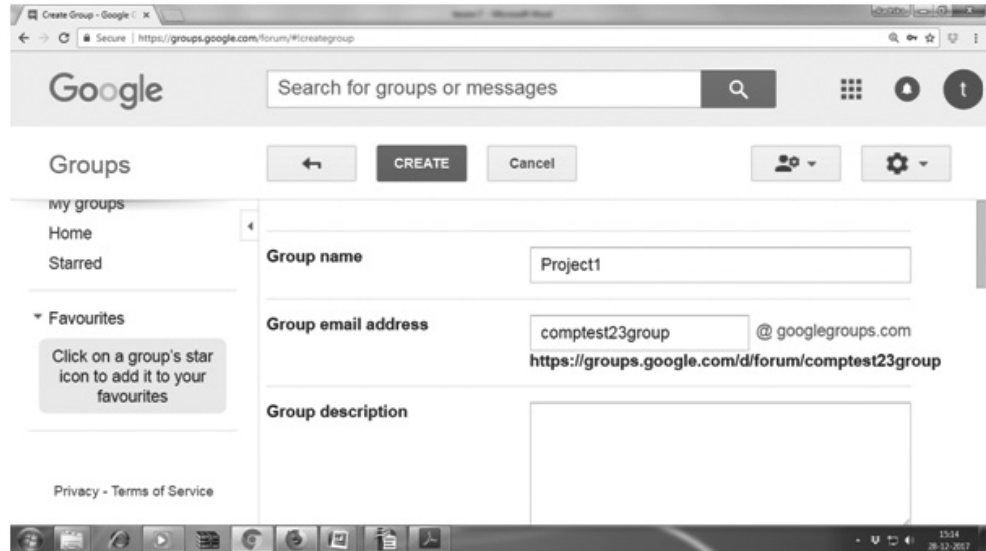 Create Group - Google G
Secure | https://groups.google.com/forum/#!creategroup
Google
Search for groups or messages
t
Groups
CREATE
Cancel
My groups
Home
Starred
Favourites
Click on a group's star
icon to add it to your
favourites
Privacy - Terms of Service
Group name
Project1
Group email address
comptest23group
@ googlegroups.com
https://groups.google.com/d/forum/comptest23group
Group description
15:14
28-12-2017